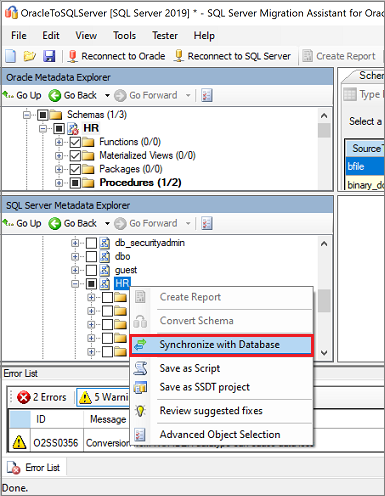 OracleToSQLServer [SQL Server 2019] * - SQL Server Migration Assistant for Orac
File Edit View Tools Tester Help
Reconnect to Oracle Reconnect to SQL Server Create Report
Oracle Metadata Explorer
Go Up Go Back Go Forward
Schemas (1/3)
HR
Functions (0/0)
Materialized Views (0/0)
Packages (0/0)
Procedures (1/2)
Schem
Type
Select a
Source T
bfile
binary_do
SQL Server Metadata Explorer
Go Up Go Back Go Forward
db_securityadmin
dbo
guest
HR
Create Report
Convert Schema
Synchronize with Database
Save as Script
Save as SSDT project
Review suggested fixes
Advanced Object Selection
Error List
2 Errors 5 Warni
ID Message
O2SS0356 Conversion
Error List
Done.